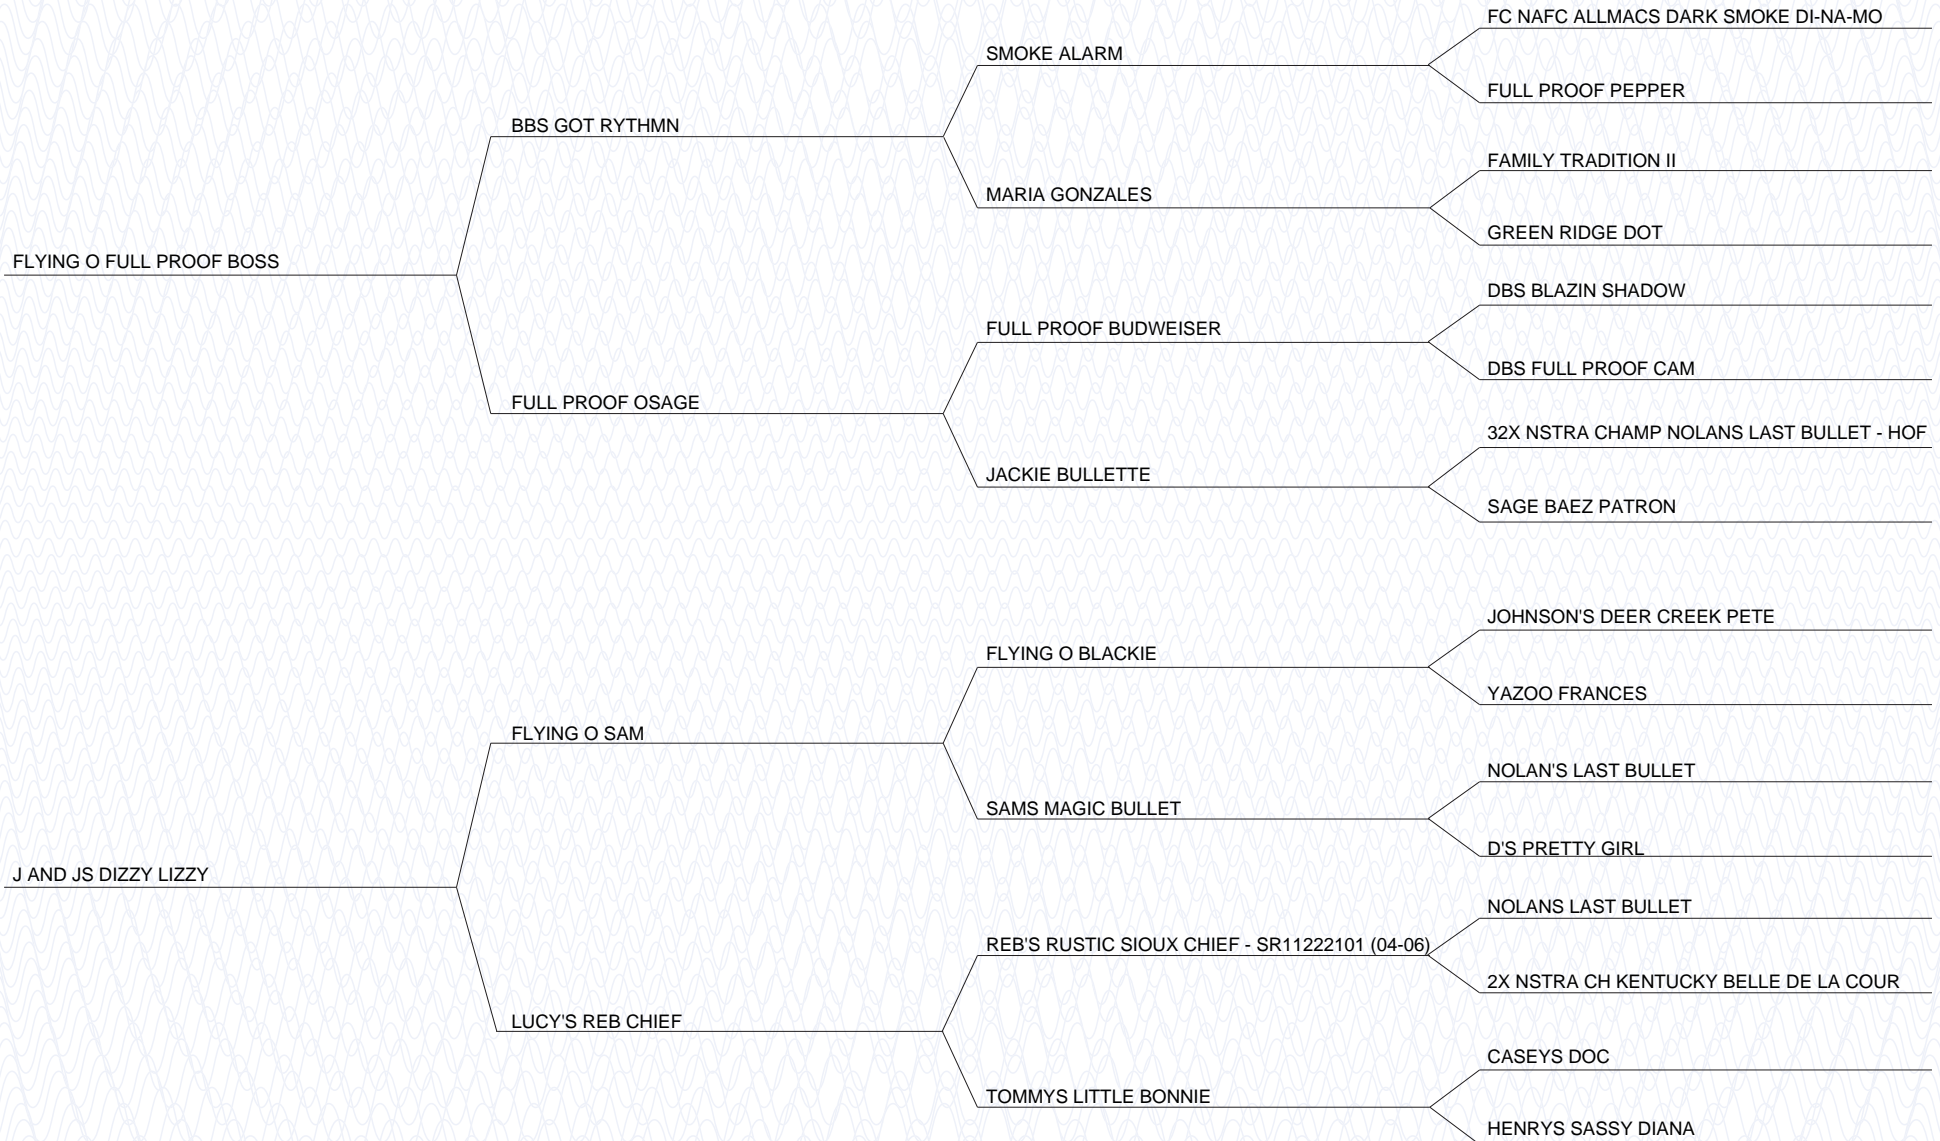 FC NAFC ALLMACS DARK SMOKE DI-NA-MO
SMOKE ALARM
FULL PROOF PEPPER
BBS GOT RYTHMN
FAMILY TRADITION II
MARIA GONZALES
GREEN RIDGE DOT
FLYING O FULL PROOF BOSS
DBS BLAZIN SHADOW
FULL PROOF BUDWEISER
DBS FULL PROOF CAM
FULL PROOF OSAGE
32X NSTRA CHAMP NOLANS LAST BULLET - HOF
JACKIE BULLETTE
SAGE BAEZ PATRON
JOHNSON'S DEER CREEK PETE
FLYING O BLACKIE
YAZOO FRANCES
FLYING O SAM
NOLAN'S LAST BULLET
SAMS MAGIC BULLET
D'S PRETTY GIRL
J AND JS DIZZY LIZZY
NOLANS LAST BULLET
REB'S RUSTIC SIOUX CHIEF - SR11222101 (04-06)
2X NSTRA CH KENTUCKY BELLE DE LA COUR
LUCY'S REB CHIEF
CASEYS DOC
TOMMYS LITTLE BONNIE
HENRYS SASSY DIANA